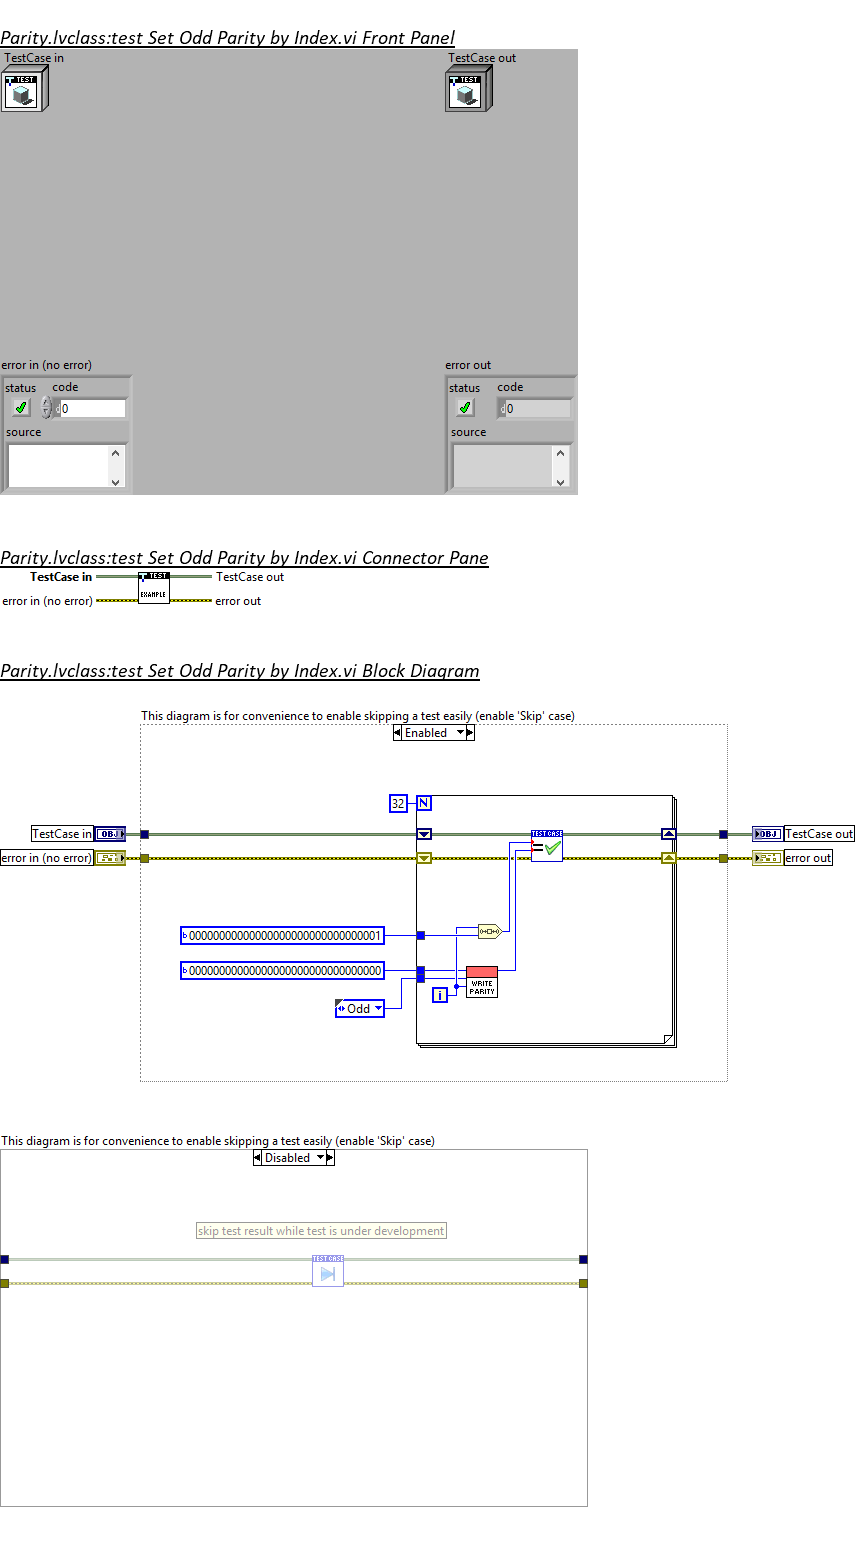 Parity.lvclass:test Set Odd Parity by Index.vi Front Panel
TestCase in
TestCase out
TEST
TEST
error in (no error)
error out
status
code
status
code
d0
d0
source
source
Parity.lvclass:test Set Odd Parity by Index.vi Connector Pane
TestCase in
TEST
TestCase out
error in (no error)
EXAMPLE
error out
Parity.lvclass:test Set Odd Parity by Index.vi Block Diagram
This diagram is for convenience to enable skipping a test easily (enable 'Skip' case)
Enabled
32
N
TestCase in
OBJ
TEST CASE
OBJ
TestCase out
error in (no error)
=
error out
b 00000000000000000000000000000001
b 00000000000000000000000000000000
WRITE
PARITY
i
Odd
This diagram is for convenience to enable skipping a test easily (enable 'Skip' case)
Disabled
skip test result while test is under development
TEST CASE